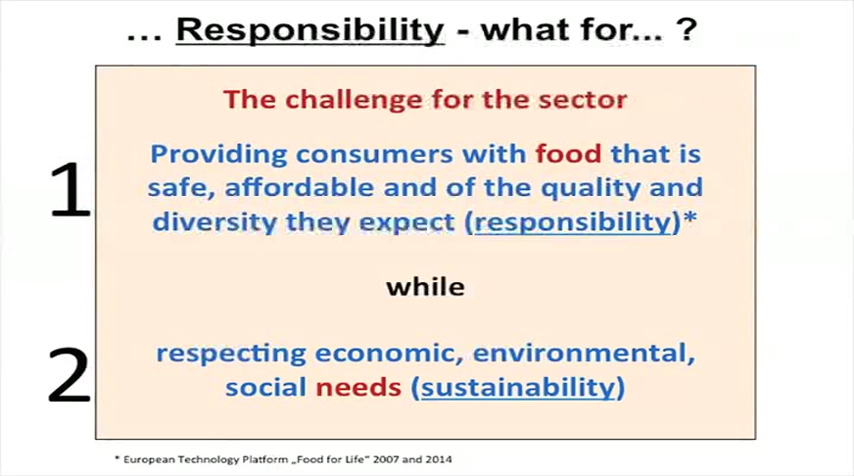 ... Responsibility - what for... ?
The challenge for the sector
1
Providing consumers with food that is
safe, affordable and of the quality and
diversity they expect (responsibility)*
while
2
respecting economic, environmental,
social needs (sustainability)
* European Technology Platform „Food for Life“ 2007 and 2014